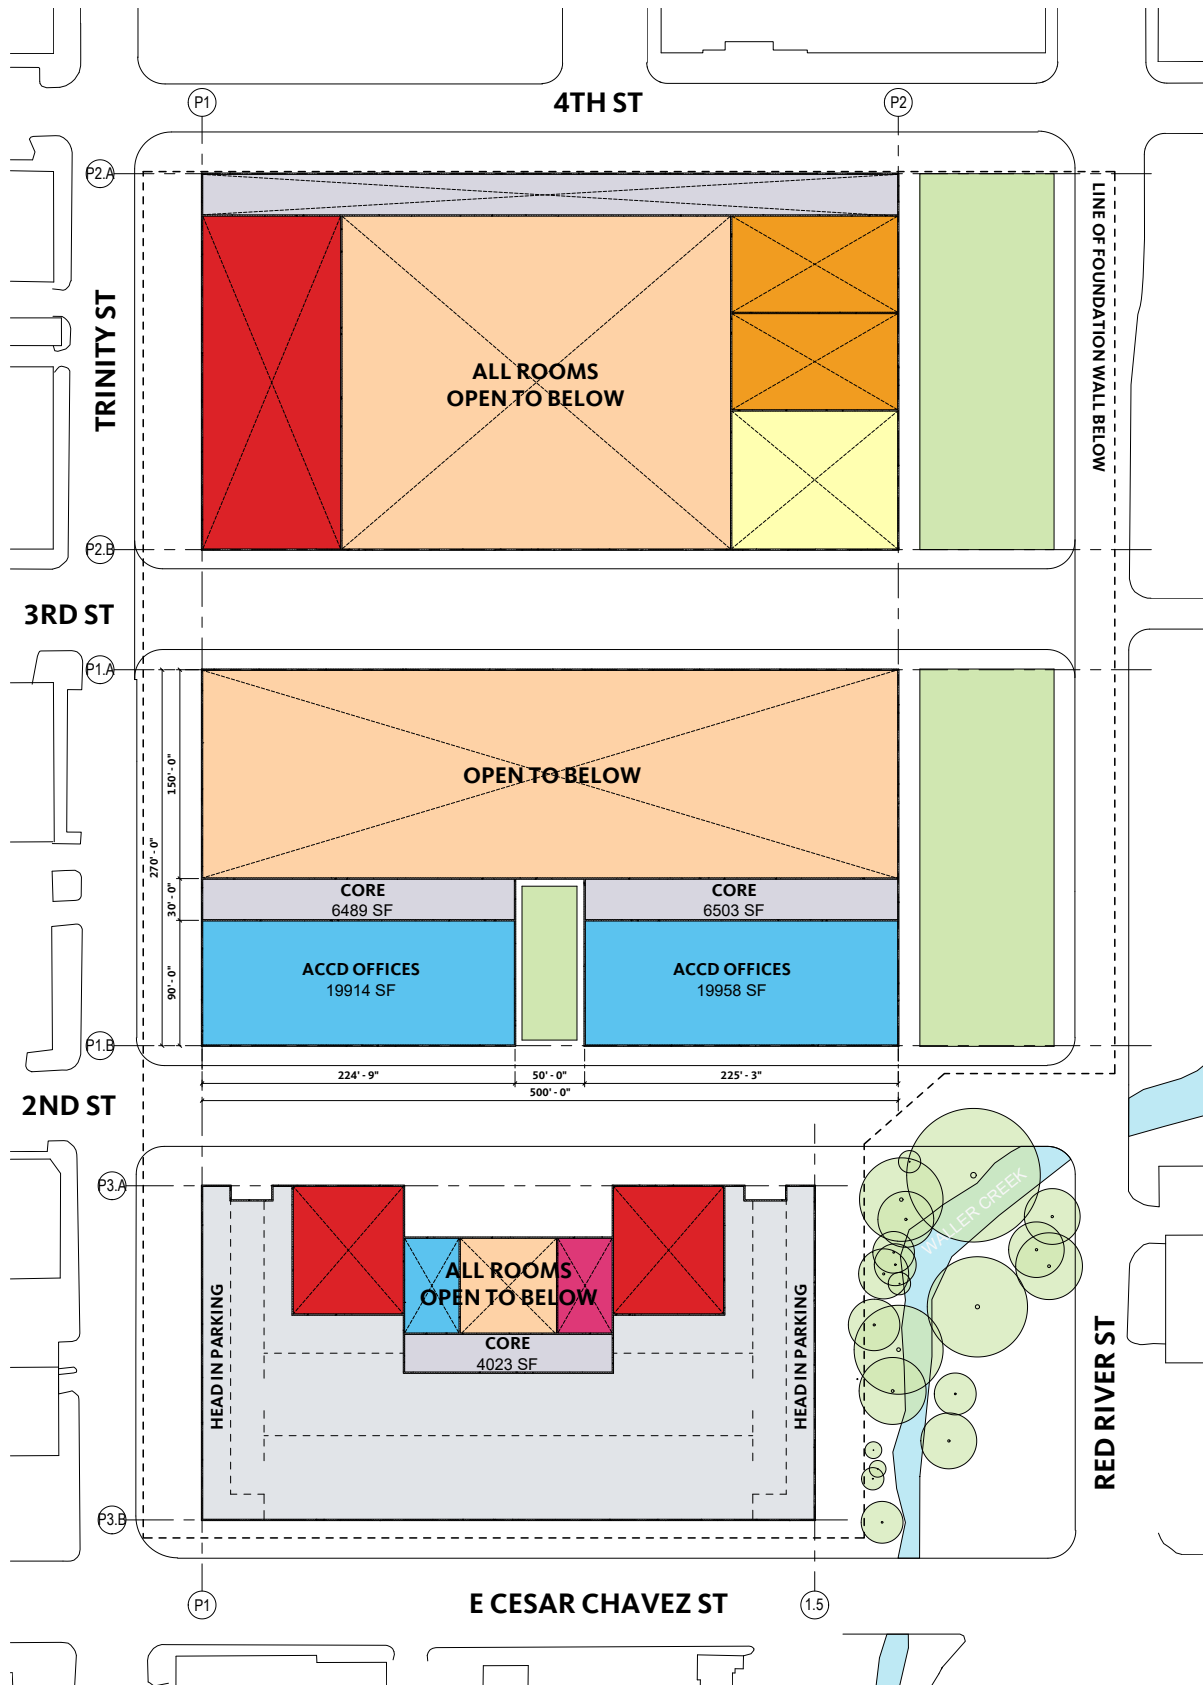 P1
4TH ST
P2
P2.A
LINE OF FOUNDATION WALL BELOW
TRINITY ST
ALL ROOMS
OPEN TO BELOW
P2.B
3RD ST
P1.A
150' - 0"
270' - 0"
30' - 0"
90' - 0"
OPEN TO BELOW
CORE
6489 SF
CORE
6503 SF
ACCD OFFICES
19914 SF
ACCD OFFICES
19958 SF
P1.B
224' - 9"
50' - 0"
225' - 3"
500' - 0"
2ND ST
P3.A
WALLER CREEK
ALL ROOMS
OPEN TO BELOW
CORE
4023 SF
HEAD IN PARKING
HEAD IN PARKING
RED RIVER ST
P3.B
P1
E CESAR CHAVEZ ST
1.5